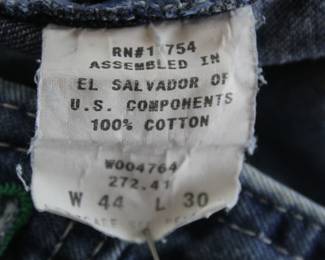 RN#1 754
ASSEMBLED IN
EL SALVADOR OF
U.S. COMPONENTS
100% COTTON
W004764
272.41
W 44 L 30